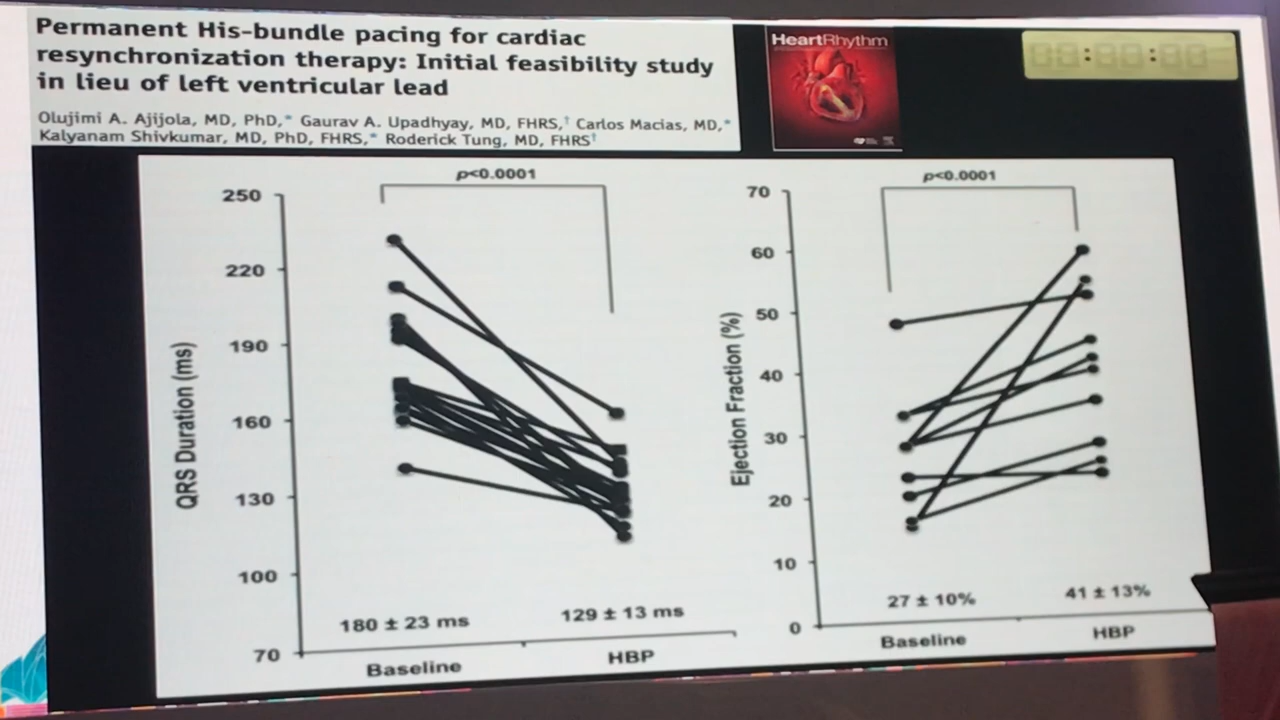 Permanent His-bundle pacing for cardiac
resynchronization therapy: Initial feasibility study
in lieu of left ventricular lead
Olujimi A. Ajijola, MD, PhD,* Gaurav A. Upadhyay, MD, FHRS,† Carlos Macias, MD,*
Kalyanam Shivkumar, MD, PhD, FHRS,* Roderick Tung, MD, FHRS†
HeartRhythm
p<0.0001
250
220
190
160
130
100
70
QRS Duration (ms)
180 ± 23 ms
129 ± 13 ms
Baseline
HBP
p<0.0001
70
60
50
40
30
20
10
0
Ejection Fraction (%)
27 ± 10%
41 ± 13%
Baseline
HBP